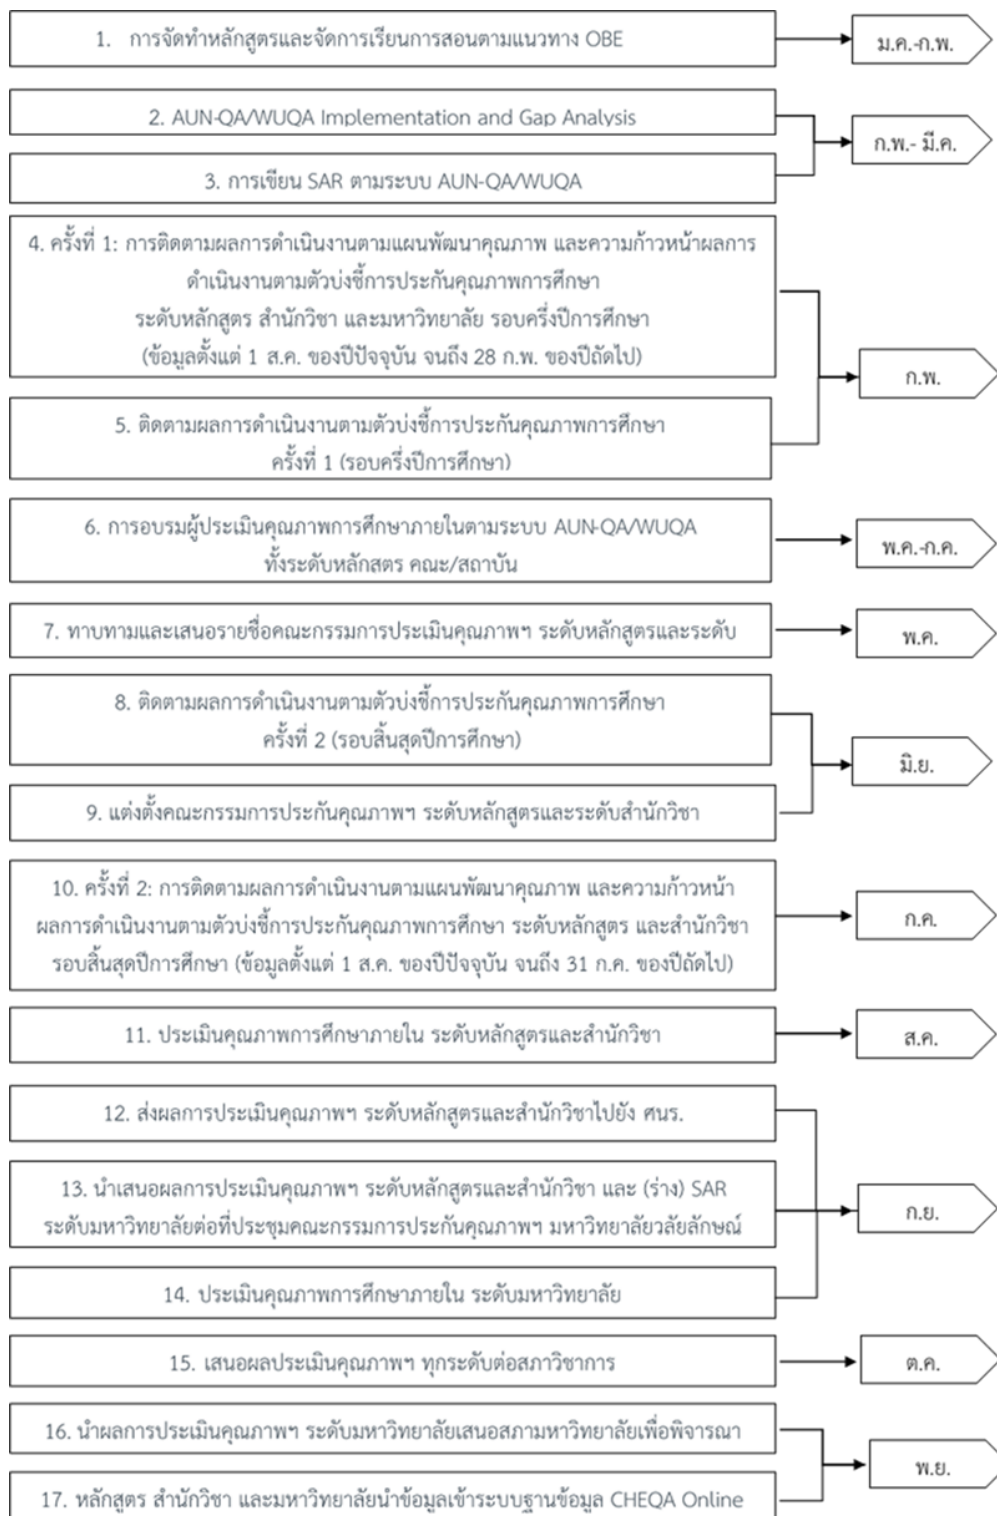 1. การจัดทำหลักสูตรและจัดการเรียนการสอนตามแนวทาง OBE
ม.ค.-ก.พ.
2. AUN-QA/WUQA Implementation and Gap Analysis
3. การเขียน SAR ตามระบบ AUN-QA/WUQA
ก.พ.- มี.ค.
4. ครั้งที่ 1: การติดตามผลการดำเนินงานตามแผนพัฒนาคุณภาพ และความก้าวหน้าผลการ
ดำเนินงานตามตัวบ่งชี้การประกันคุณภาพการศึกษา
ระดับหลักสูตร สำนักวิชา และมหาวิทยาลัย รอบครึ่งปีการศึกษา
(ข้อมูลตั้งแต่ 1 ส.ค. ของปีปัจจุบัน จนถึง 28 ก.พ. ของปีถัดไป)
5. ติดตามผลการดำเนินงานตามตัวบ่งชี้การประกันคุณภาพการศึกษา
ครั้งที่ 1 (รอบครึ่งปีการศึกษา)
ก.พ.
6. การอบรมผู้ประเมินคุณภาพการศึกษาภายในตามระบบ AUN-QA/WUQA
ทั้งระดับหลักสูตร คณะ/สถาบัน
พ.ค.-ก.ค.
7. ทาบทามและเสนอรายชื่อคณะกรรมการประเมินคุณภาพฯ ระดับหลักสูตรและระดับ
พ.ค.
8. ติดตามผลการดำเนินงานตามตัวบ่งชี้การประกันคุณภาพการศึกษา
ครั้งที่ 2 (รอบสิ้นสุดปีการศึกษา)
9. แต่งตั้งคณะกรรมการประกันคุณภาพฯ ระดับหลักสูตรและระดับสำนักวิชา
มิ.ย.
10. ครั้งที่ 2: การติดตามผลการดำเนินงานตามแผนพัฒนาคุณภาพ และความก้าวหน้า
ผลการดำเนินงานตามตัวบ่งชี้การประกันคุณภาพการศึกษา ระดับหลักสูตร และสำนักวิชา
รอบสิ้นสุดปีการศึกษา (ข้อมูลตั้งแต่ 1 ส.ค. ของปีปัจจุบัน จนถึง 31 ก.ค. ของปีถัดไป)
ก.ค.
11. ประเมินคุณภาพการศึกษาภายใน ระดับหลักสูตรและสำนักวิชา
ส.ค.
12. ส่งผลการประเมินคุณภาพฯ ระดับหลักสูตรและสำนักวิชาไปยัง ศนร.
13. นำเสนอผลการประเมินคุณภาพฯ ระดับหลักสูตรและสำนักวิชา และ (ร่าง) SAR
ระดับมหาวิทยาลัยต่อที่ประชุมคณะกรรมการประกันคุณภาพฯ มหาวิทยาลัยวลัยลักษณ์
14. ประเมินคุณภาพการศึกษาภายใน ระดับมหาวิทยาลัย
ก.ย.
15. เสนอผลประเมินคุณภาพฯ ทุกระดับต่อสภาวิชาการ
ต.ค.
16. นำผลการประเมินคุณภาพฯ ระดับมหาวิทยาลัยเสนอสภามหาวิทยาลัยเพื่อพิจารณา
17. หลักสูตร สำนักวิชา และมหาวิทยาลัยนำข้อมูลเข้าระบบฐานข้อมูล CHEQA Online
พ.ย.